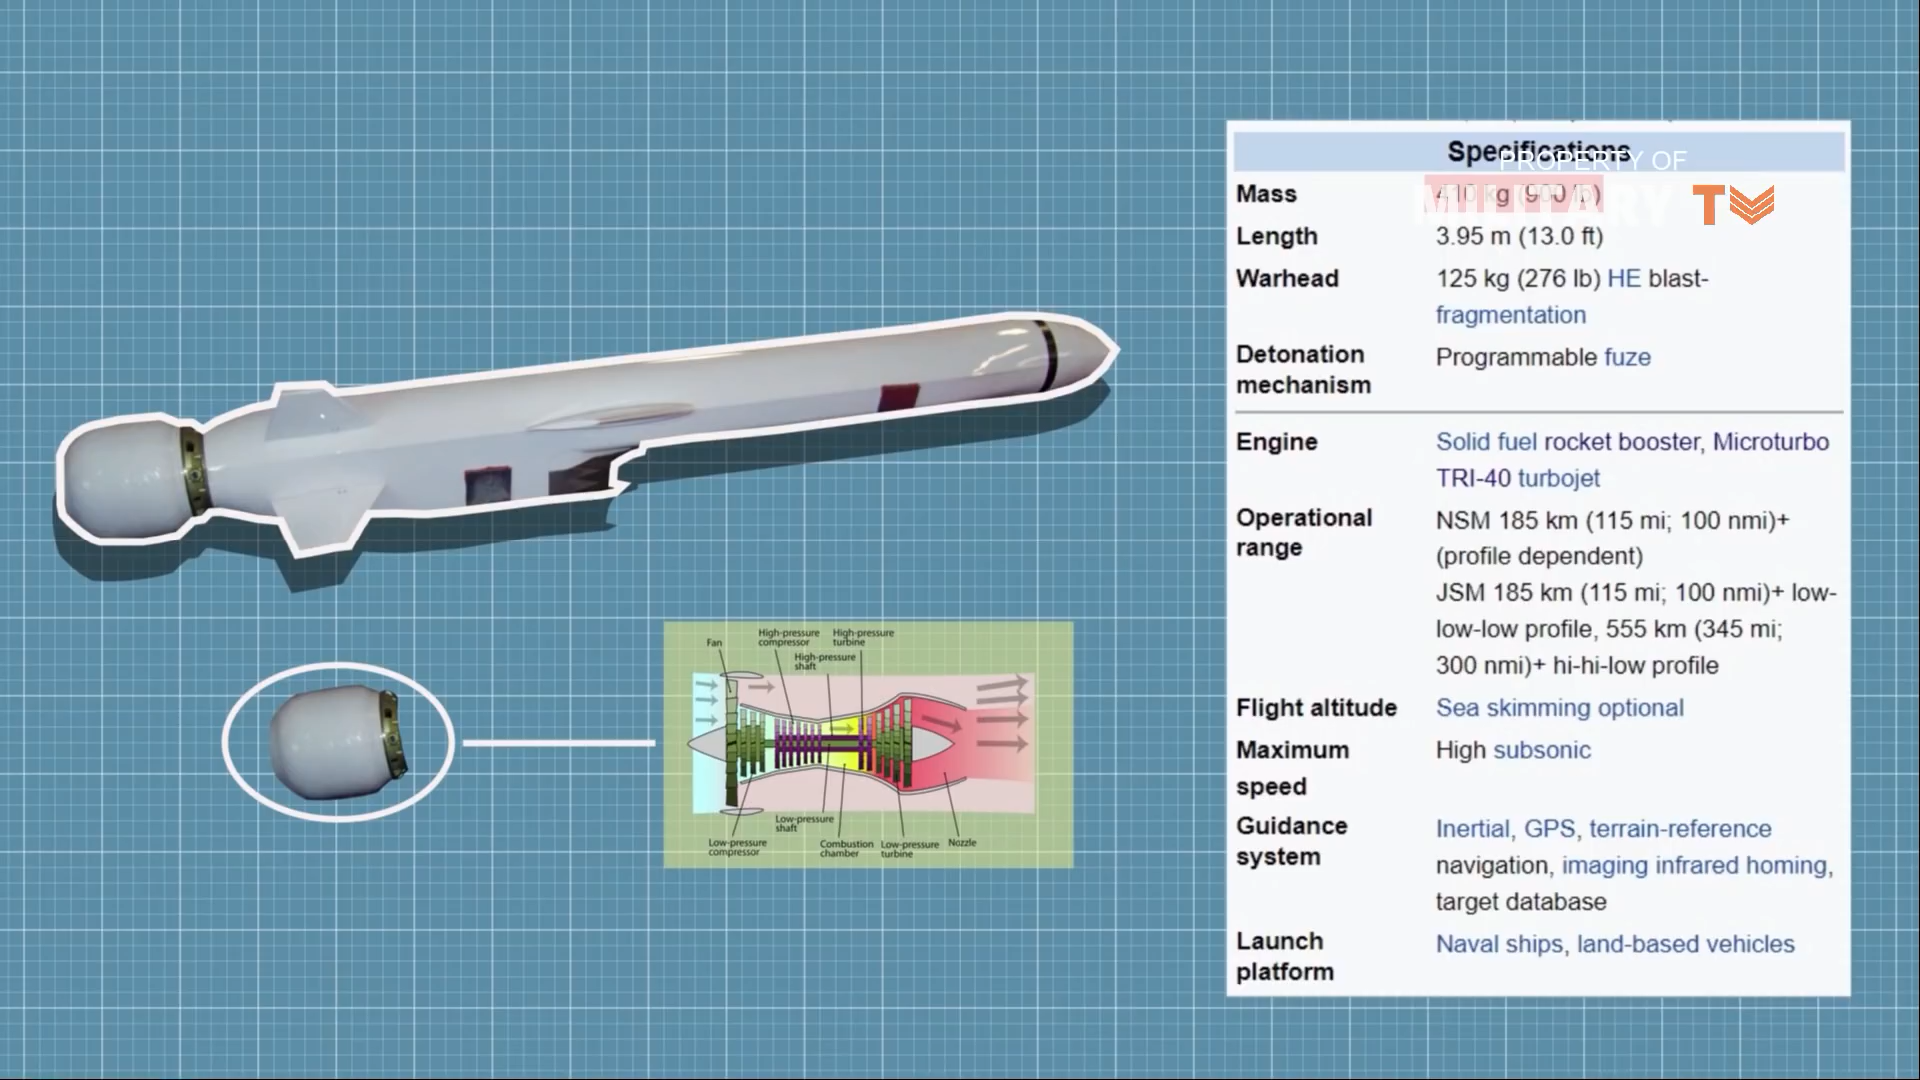 Specifications
PROPERTY OF
MILITARY TV
Mass 410 kg (900 lb)
Length 3.95 m (13.0 ft)
Warhead 125 kg (276 lb) HE blast-
fragmentation
Detonation mechanism Programmable fuze
Engine Solid fuel rocket booster, Microturbo
TRI-40 turbojet
Operational range NSM 185 km (115 mi; 100 nmi)+
(profile dependent)
JSM 185 km (115 mi; 100 nmi)+ low-
low-low profile, 555 km (345 mi;
300 nmi)+ hi-hi-low profile
Flight altitude Sea skimming optional
Maximum speed High subsonic
Guidance system Inertial, GPS, terrain-reference
navigation, imaging infrared homing,
target database
Launch platform Naval ships, land-based vehicles
Fan
High-pressure
compressor
High-pressure
turbine
High-pressure
shaft
Low-pressure
shaft
Low-pressure
compressor
Combustion
chamber
Low-pressure
turbine
Nozzle